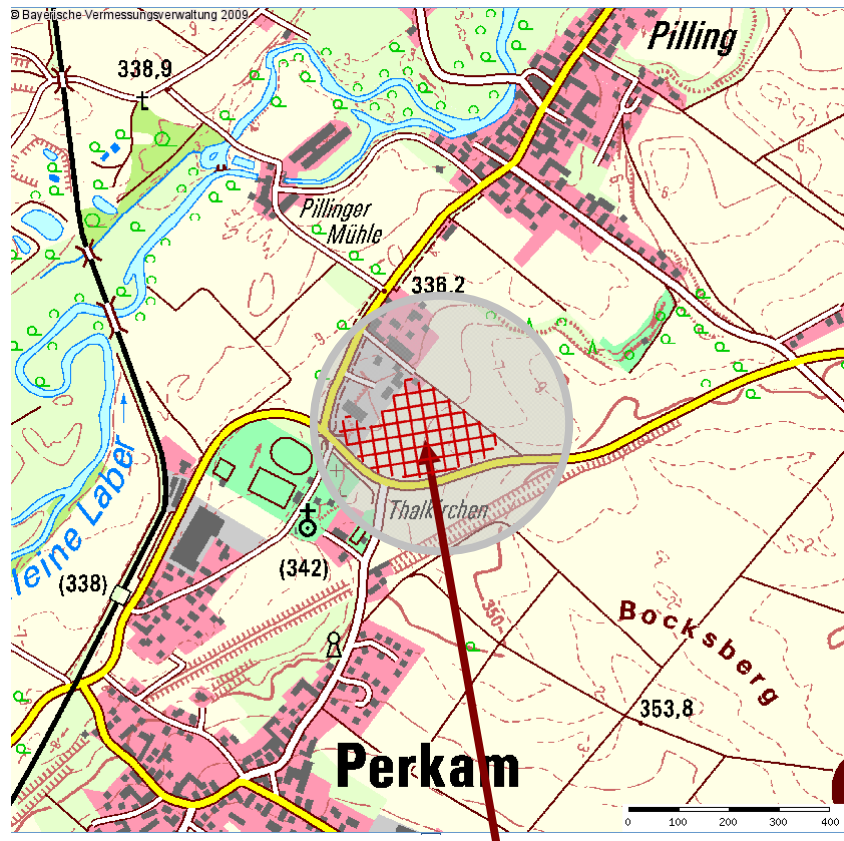 © Bayerische Vermessungsverwaltung 2009
Pilling
338,9
Pillinger
Mühle
336.2
Thalkirchen
leine Laber
(338)
(342)
350
Bocksberg
353,8
Perkam
0 100 200 300 400